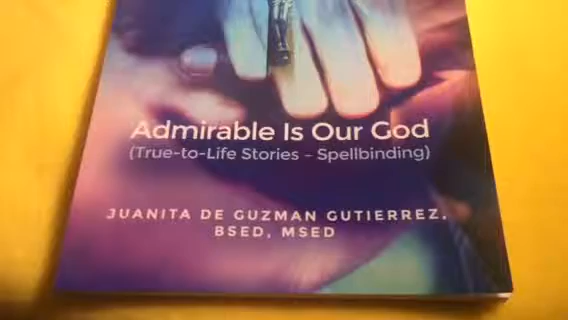 Admirable Is Our God
(True-to-Life Stories – Spellbinding)
JUANITA DE GUZMAN GUTIERREZ,
BSED, MSED